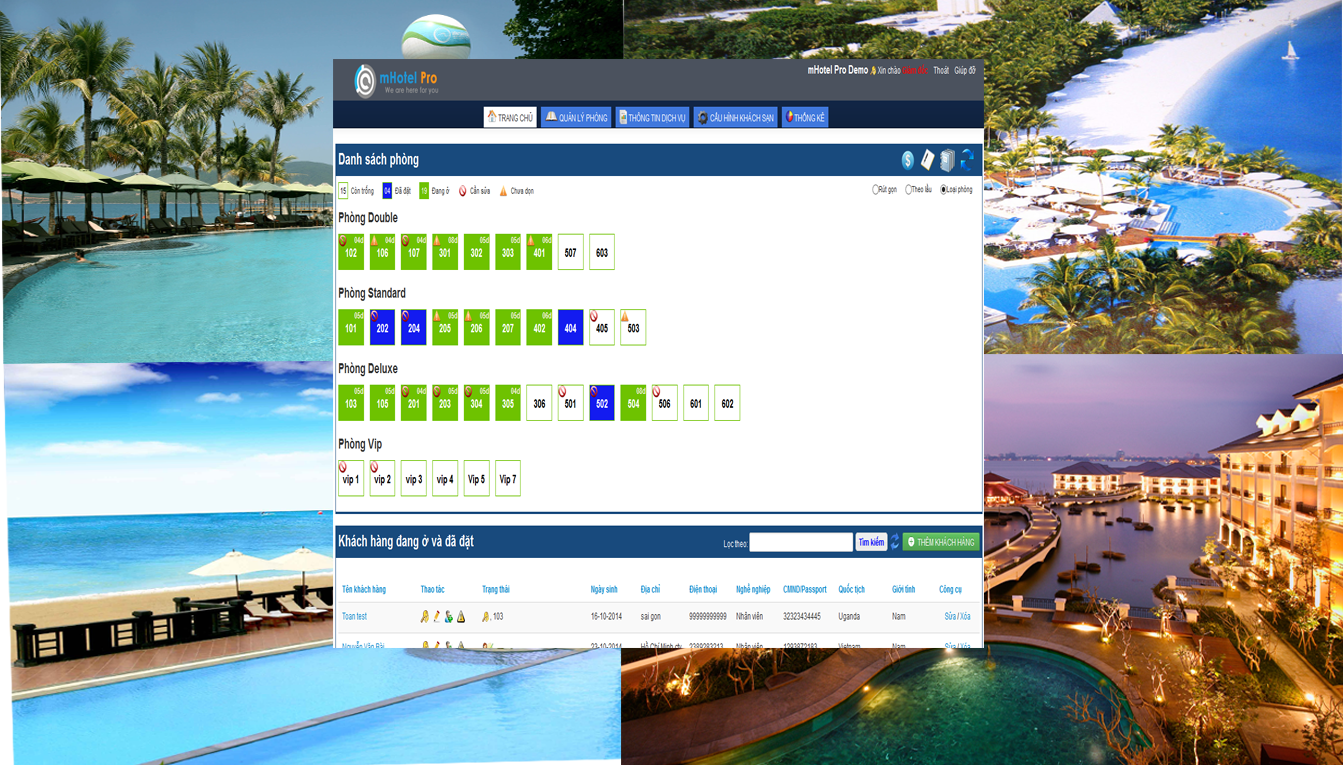 mHotel Pro
We are here for you
mHotel Pro Demo Xin chào Thoát Giúp đỡ
TRANG CHỦ QUẢN LÝ PHÒNG THÔNG TIN DỊCH VỤ CẤU HÌNH KHÁCH SẠN THỐNG KÊ
Danh sách phòng
15 Còn trống 04 Đã đặt 19 Đang ở Cần sửa Chưa dọn Rút gọn Theo lầu Loại phòng
Phòng Double
04d 04d 04d 06d 05d 05d 06d
102 106 107 301 302 303 401 507 603
Phòng Standard
05d 05d 05d 05d 06d
101 202 204 205 206 207 402 404 405 503
Phòng Deluxe
05d 05d 04d 05d 05d 04d 08d
103 105 201 203 304 305 306 501 502 504 506 601 602
Phòng Vip
vip 1 vip 2 vip 3 vip 4 Vip 5 Vip 7
Khách hàng đang ở và đã đặt Lọc theo: Tìm kiếm THÊM KHÁCH HÀNG
Tên khách hàng Thao tác Trạng thái Ngày sinh Địa chỉ Điện thoại Nghề nghiệp CMND/Passport Quốc tịch Giới tính Công cụ
Toan test , 103 16-10-2014 sai gon 99999999999 Nhân viên 32323434445 Uganda Nam Sửa / Xóa
Nguyễn Văn 23-10-2014 Hồ Chí Minh Nhân viên Vietnam Nam Sửa / Xóa